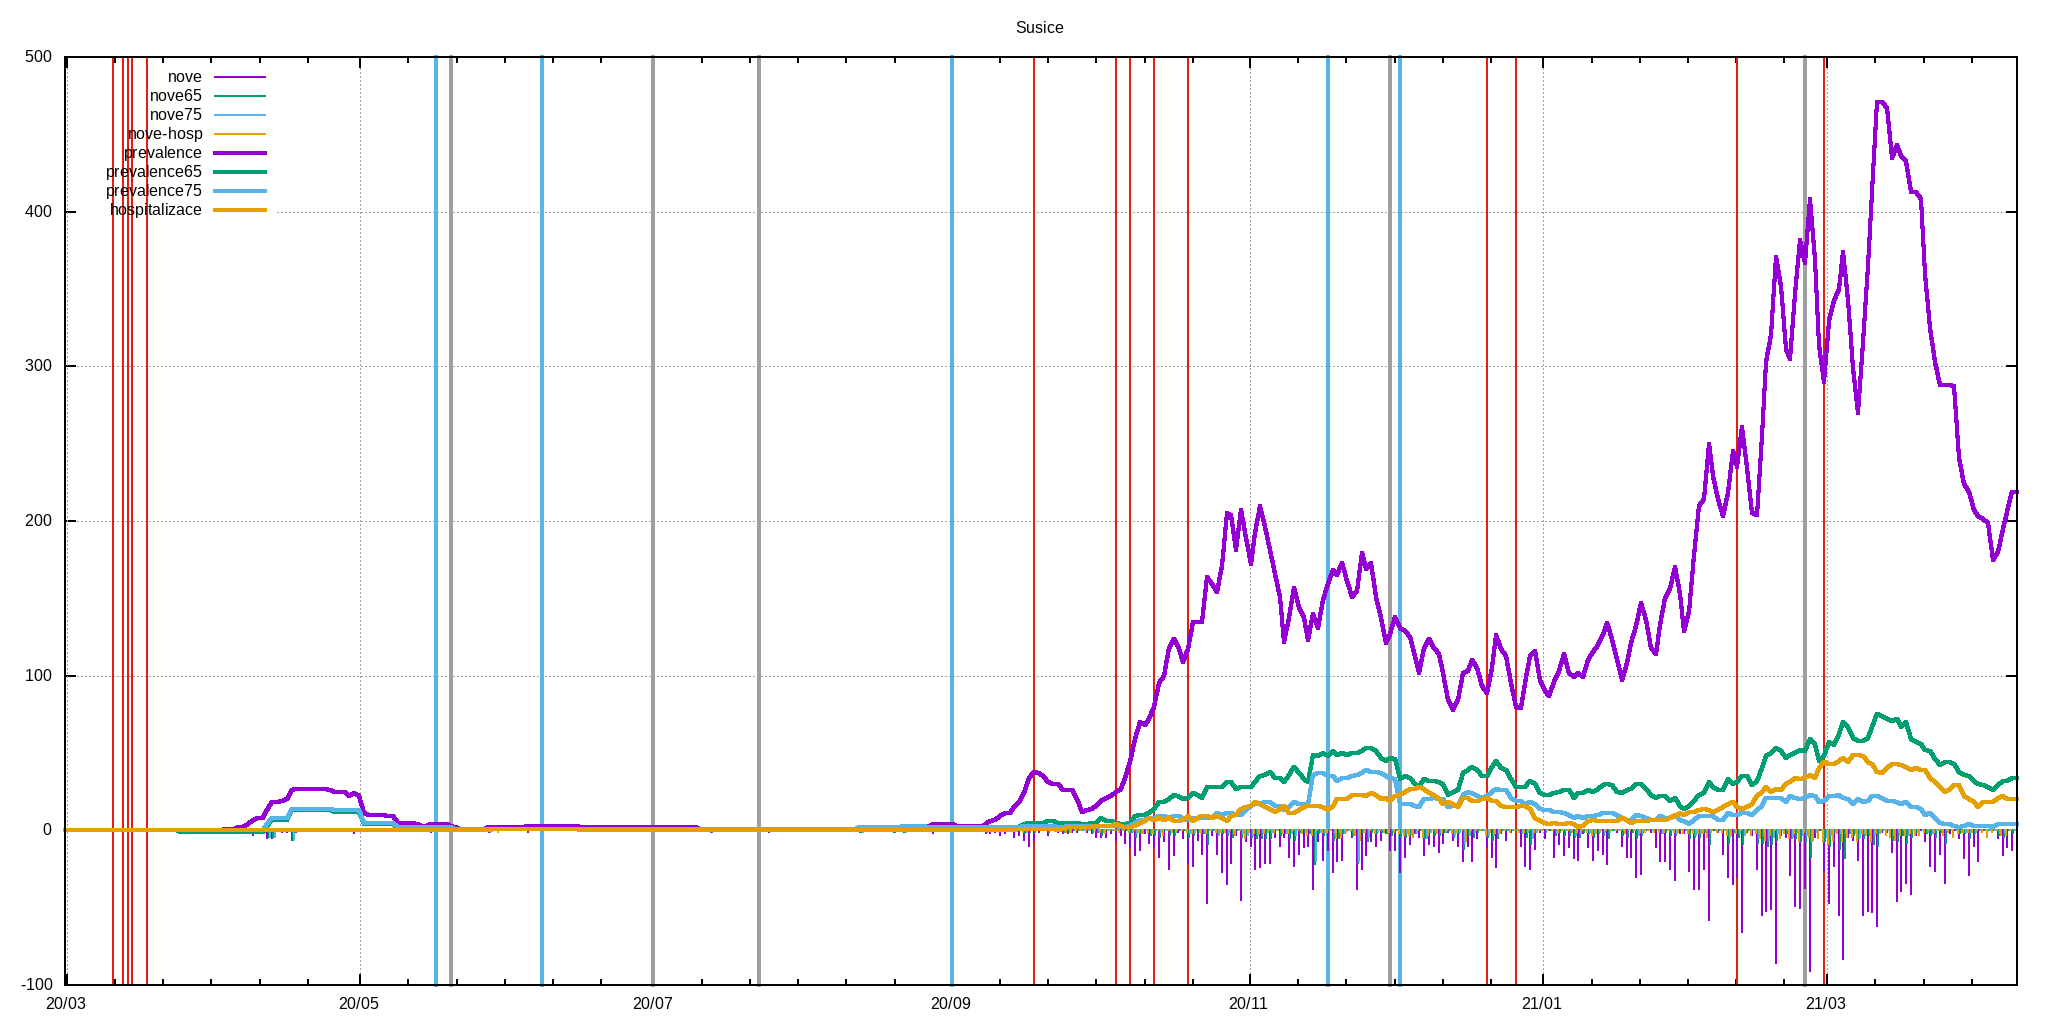 Susice
500
nove
nove65
nove75
nove-hosp
prevalence
prevalence65
prevalence75
hospitalizace
400
300
200
100
0
-100
20/03 20/05 20/07 20/09 20/11 21/01 21/03